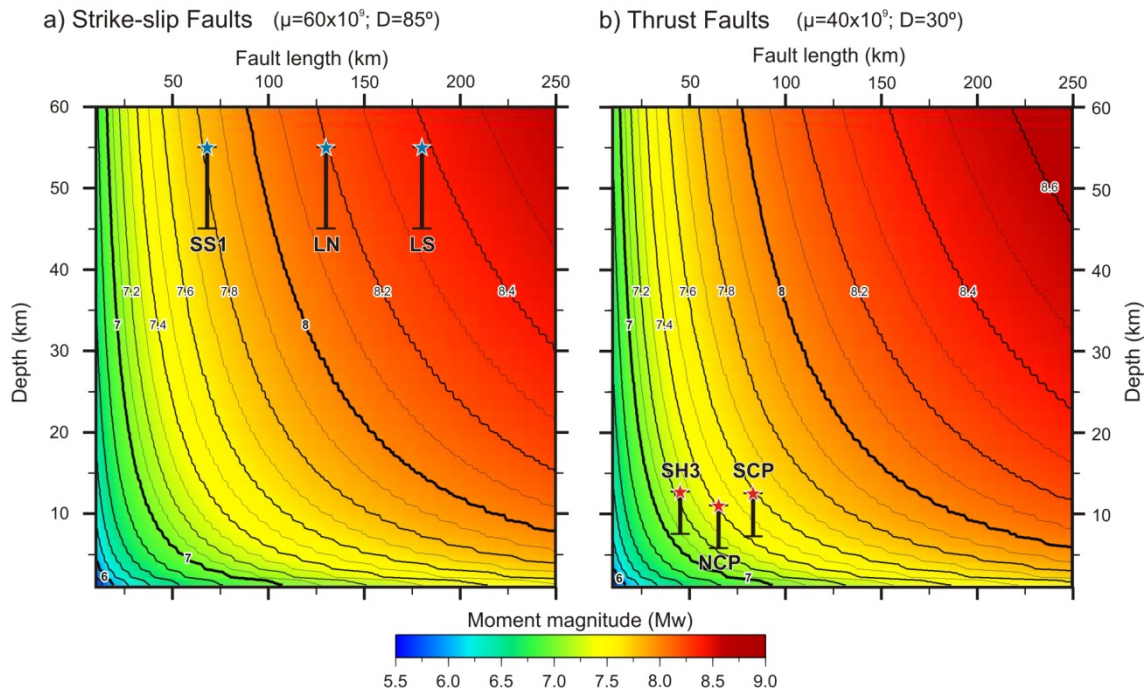 a) Strike-slip Faults (μ=60x10⁹; D=85º)
b) Thrust Faults (μ=40x10⁹; D=30º)
Fault length (km)
Fault length (km)
50 100 150 200 250
50 100 150 200 250
60
50
40
30
20
10
Depth (km)
SS1 LN LS
7.2 7.6 7.8 8.2 8.4
7 7.4 8
7
6
60
50
40
30
20
10
Depth (km)
8.6
7.2 7.6 7.8 8 8.2 8.4
7 7.4
SH3 SCP
NCP 7
6
Moment magnitude (Mw)
5.5 6.0 6.5 7.0 7.5 8.0 8.5 9.0